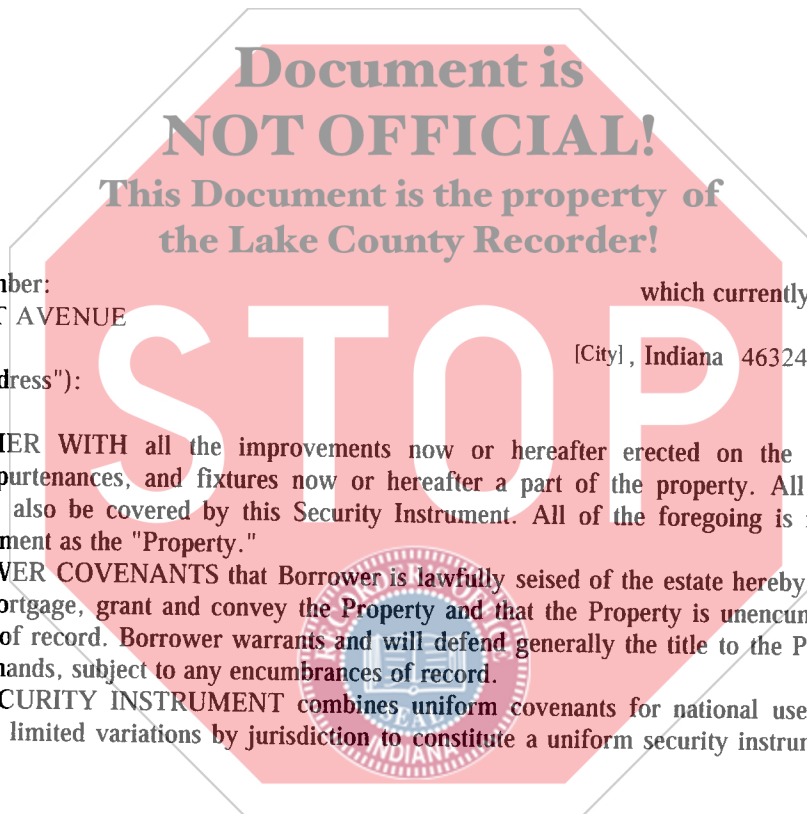 Document is
NOT OFFICIAL!
This Document is the property of
the Lake County Recorder!
nber: which currently
T AVENUE
[City], Indiana 46324
dress"):
STOP
IER WITH all the improvements now or hereafter erected on the
purtenances, and fixtures now or hereafter a part of the property. All
also be covered by this Security Instrument. All of the foregoing is
ment as the "Property."
WER COVENANTS that Borrower is lawfully seised of the estate hereby
ortgage, grant and convey the Property and that the Property is unencun
of record. Borrower warrants and will defend generally the title to the P
nands, subject to any encumbrances of record.
CURITY INSTRUMENT combines uniform covenants for national use
limited variations by jurisdiction to constitute a uniform security instrun
RECORDER'S OFFICE
SEAL
INDIANA